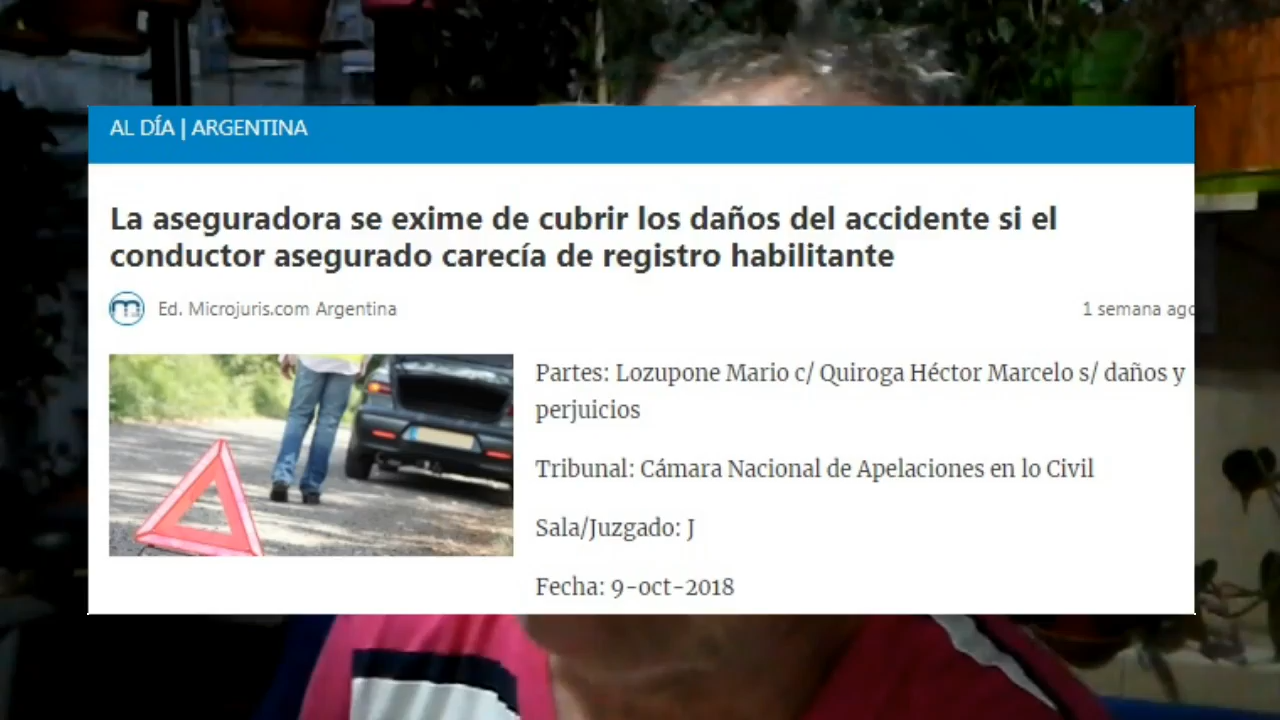 AL DÍA | ARGENTINA
La aseguradora se exime de cubrir los daños del accidente si el
conductor asegurado carecía de registro habilitante
Ed. Microjuris.com Argentina
1 semana ago
Partes: Lozupone Mario c/ Quiroga Héctor Marcelo s/ daños y
perjuicios
Tribunal: Cámara Nacional de Apelaciones en lo Civil
Sala/Juzgado: J
Fecha: 9-oct-2018